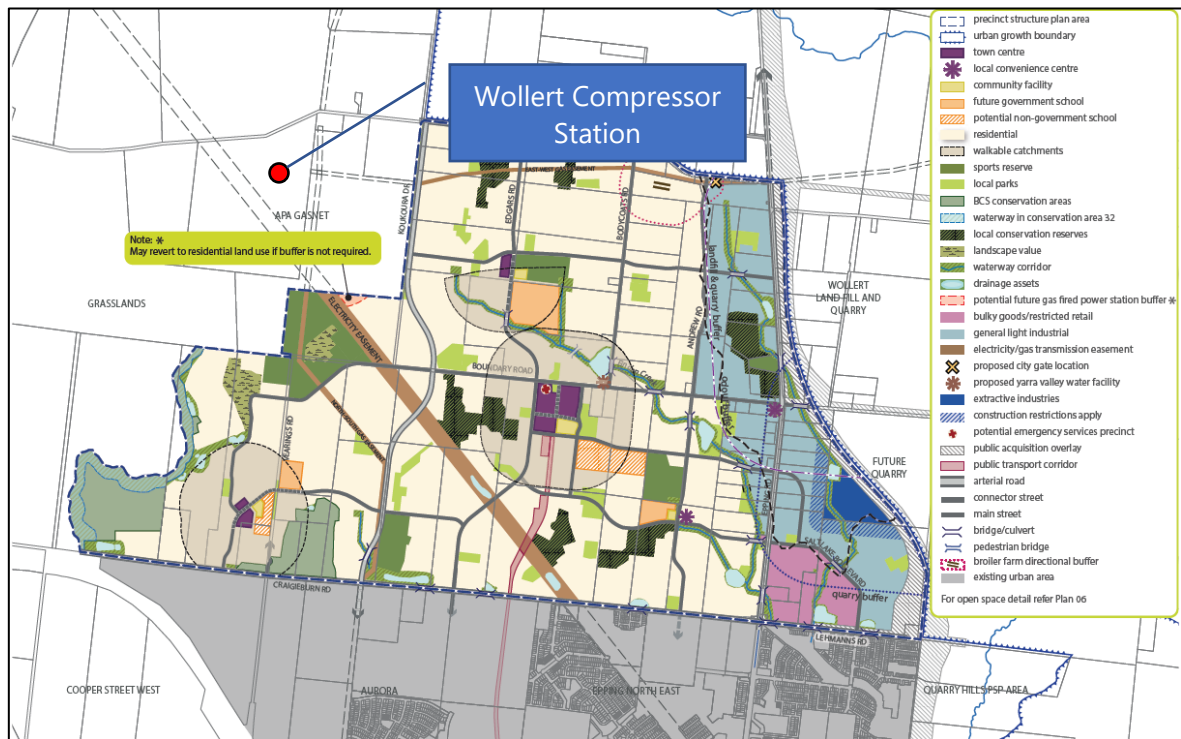 Wollert Compressor
Station
EAST-WEST GAS EASEMENT
KOUKOURA DR
EDGARS RD
BODYCOATS RD
APA GASNET
Note: *
May revert to residential land use if buffer is not required.
GRASSLANDS
ELECTRICITY EASEMENT
landfill & quarry buffer
WOLLERT
LAND FILL AND
QUARRY
ANDREW RD
BOUNDARY ROAD
odour buffer
BEARINGS RD
FUTURE
QUARRY
quarry buffer
CRAIGIEBURN RD
LEHMANNS RD
COOPER STREET WEST
AURORA
EPPING NORTH EAST
QUARRY HILLS PSP AREA
precinct structure plan area
urban growth boundary
town centre
local convenience centre
community facility
future government school
potential non-government school
residential
walkable catchments
sports reserve
local parks
BCS conservation areas
waterway in conservation area 32
local conservation reserves
landscape value
waterway corridor
drainage assets
potential future gas fired power station buffer *
bulky goods/restricted retail
general light industrial
electricity/gas transmission easement
proposed city gate location
proposed yarra valley water facility
extractive industries
construction restrictions apply
potential emergency services precinct
public acquisition overlay
public transport corridor
arterial road
connector street
main street
bridge/culvert
pedestrian bridge
broiler farm directional buffer
existing urban area
For open space detail refer Plan 06